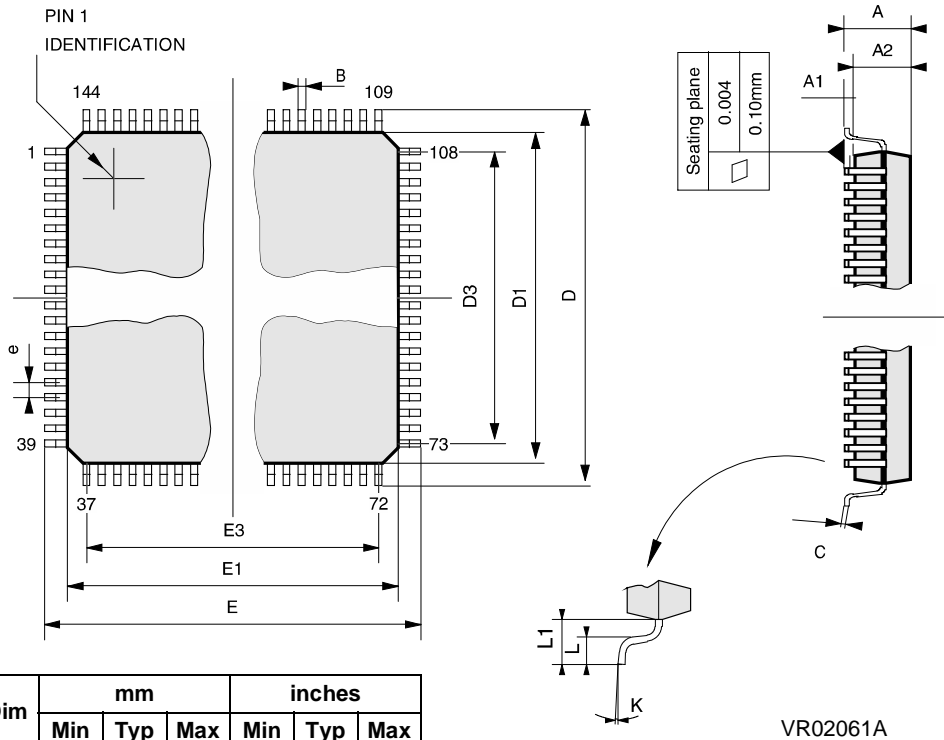 PIN 1
IDENTIFICATION
144
B
109
1
108
e
D3
D1
D
39
73
37
72
E3
E1
E
A
A2
A1
Seating plane
0.004
0.10mm
C
L1
L
K
mm inches
Min Typ Max Min Typ Max
VR02061A